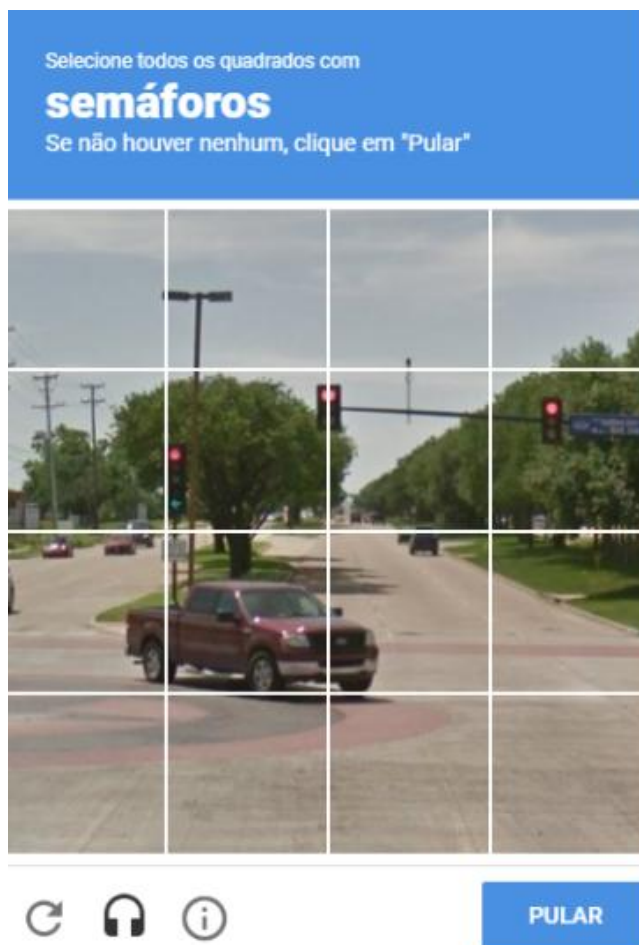 Selecione todos os quadrados com
semáforos
Se não houver nenhum, clique em "Pular"
PULAR